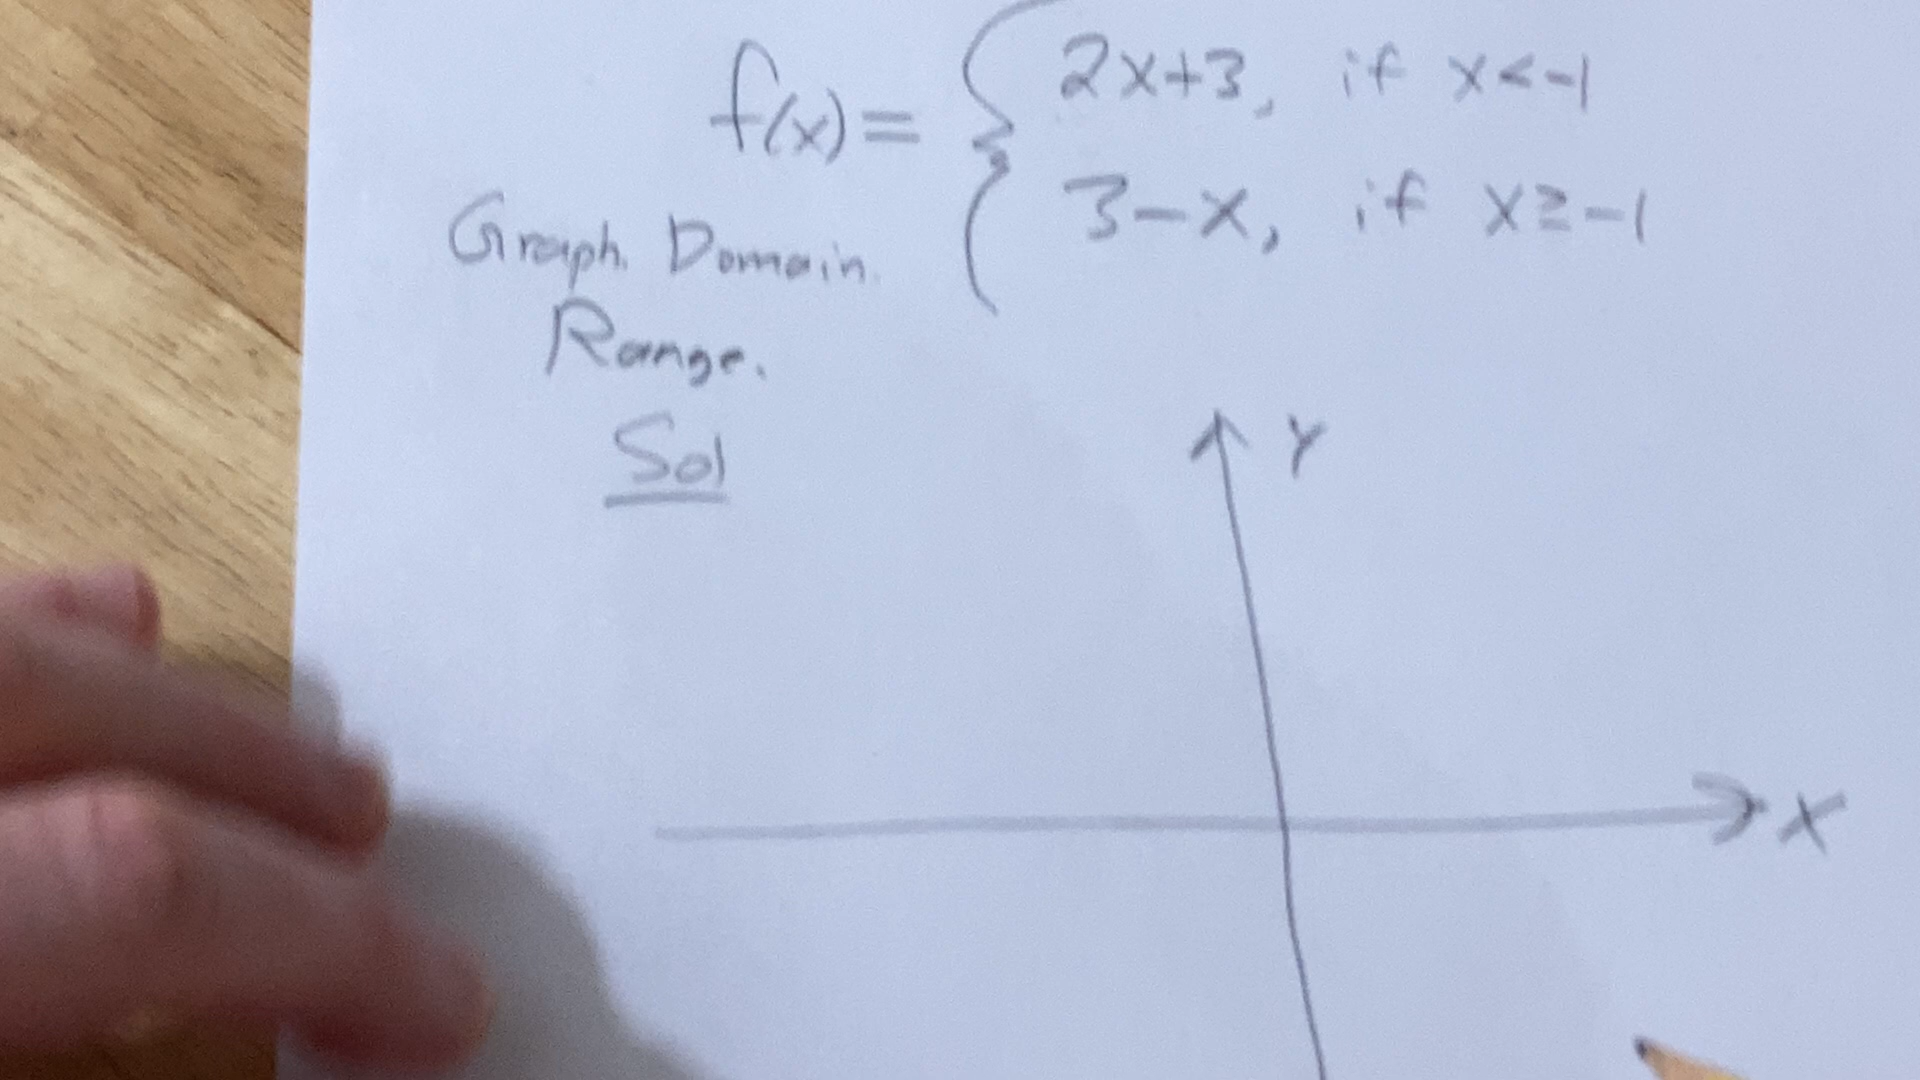 f(x) = { 2x+3, if x<-1
3-x, if x≥-1
Graph. Domain.
Range.
Sol
Y
X